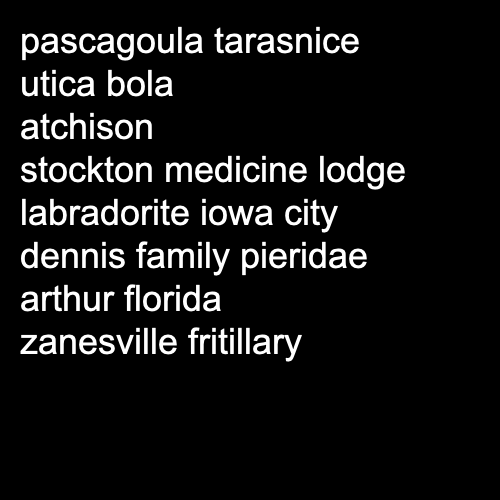 pascagoula tarasnice
utica bola
atchison
stockton medicine lodge
labradorite iowa city
dennis family pieridae
arthur florida
zanesville fritillary